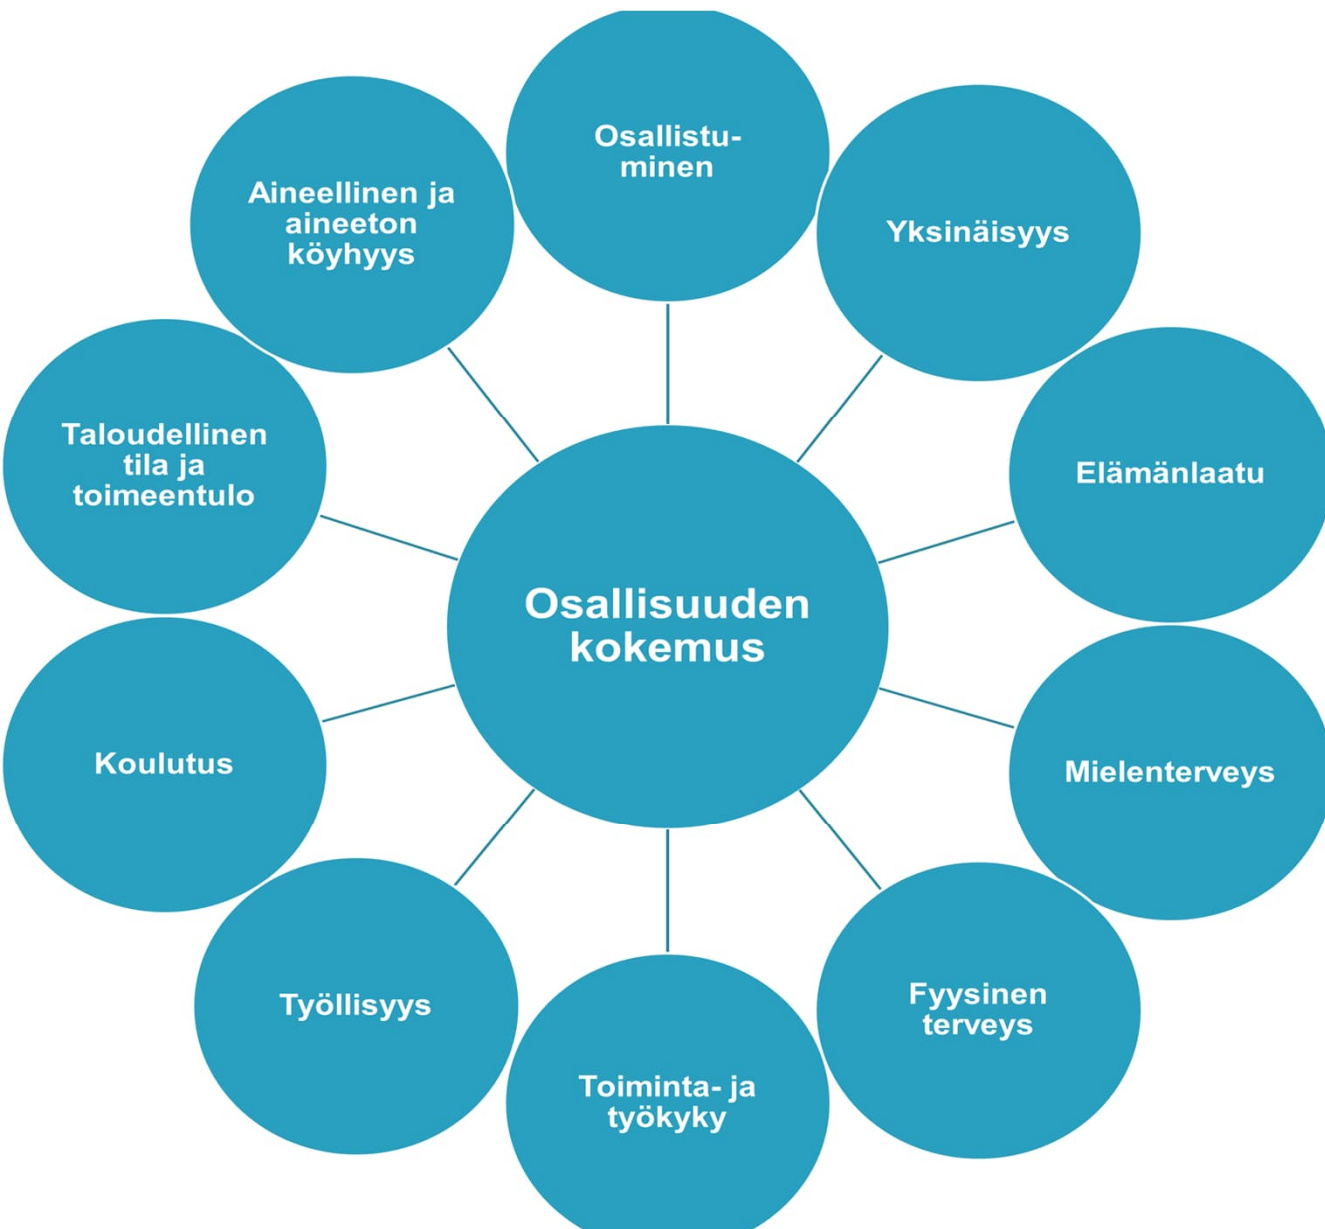 Osallistu-
minen
Yksinäisyys
Elämänlaatu
Mielenterveys
Fyysinen
terveys
Toiminta- ja
työkyky
Työllisyys
Koulutus
Taloudellinen
tila ja
toimeentulo
Aineellinen ja
aineeton
köyhyys
Osallisuuden
kokemus